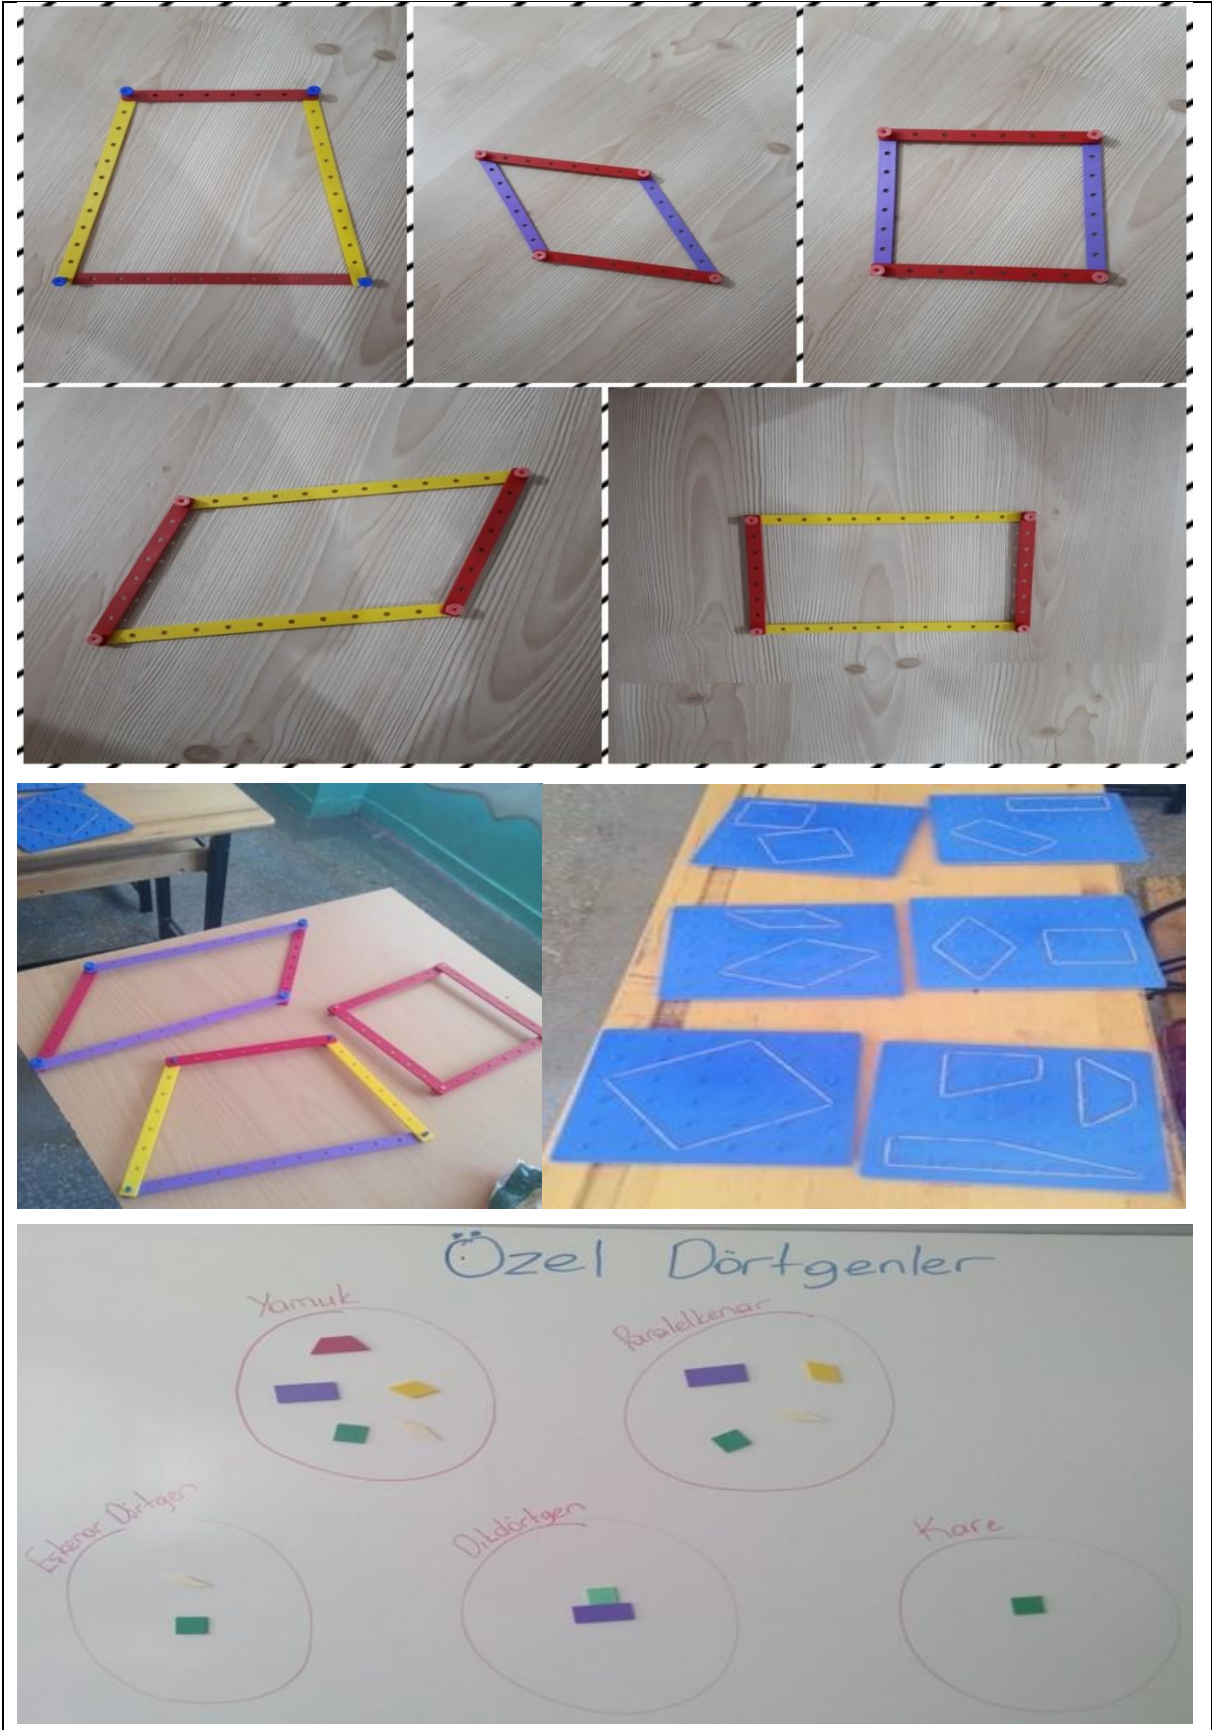 Özel Dörtgenler
Yamuk
Paralelkenar
Eşkenar Dörtgen
Dikdörtgen
Kare